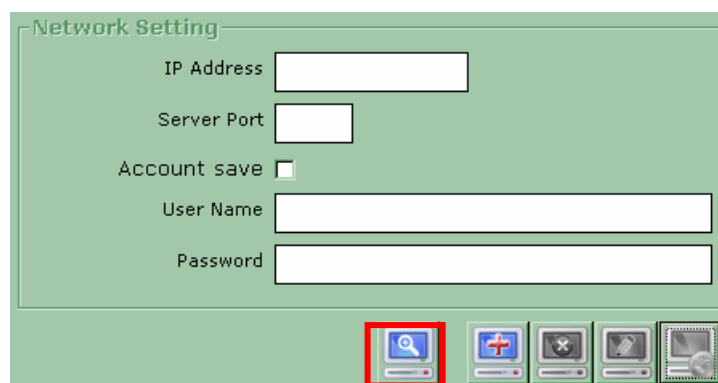 Network Setting
IP Address
Server Port
Account save
User Name
Password